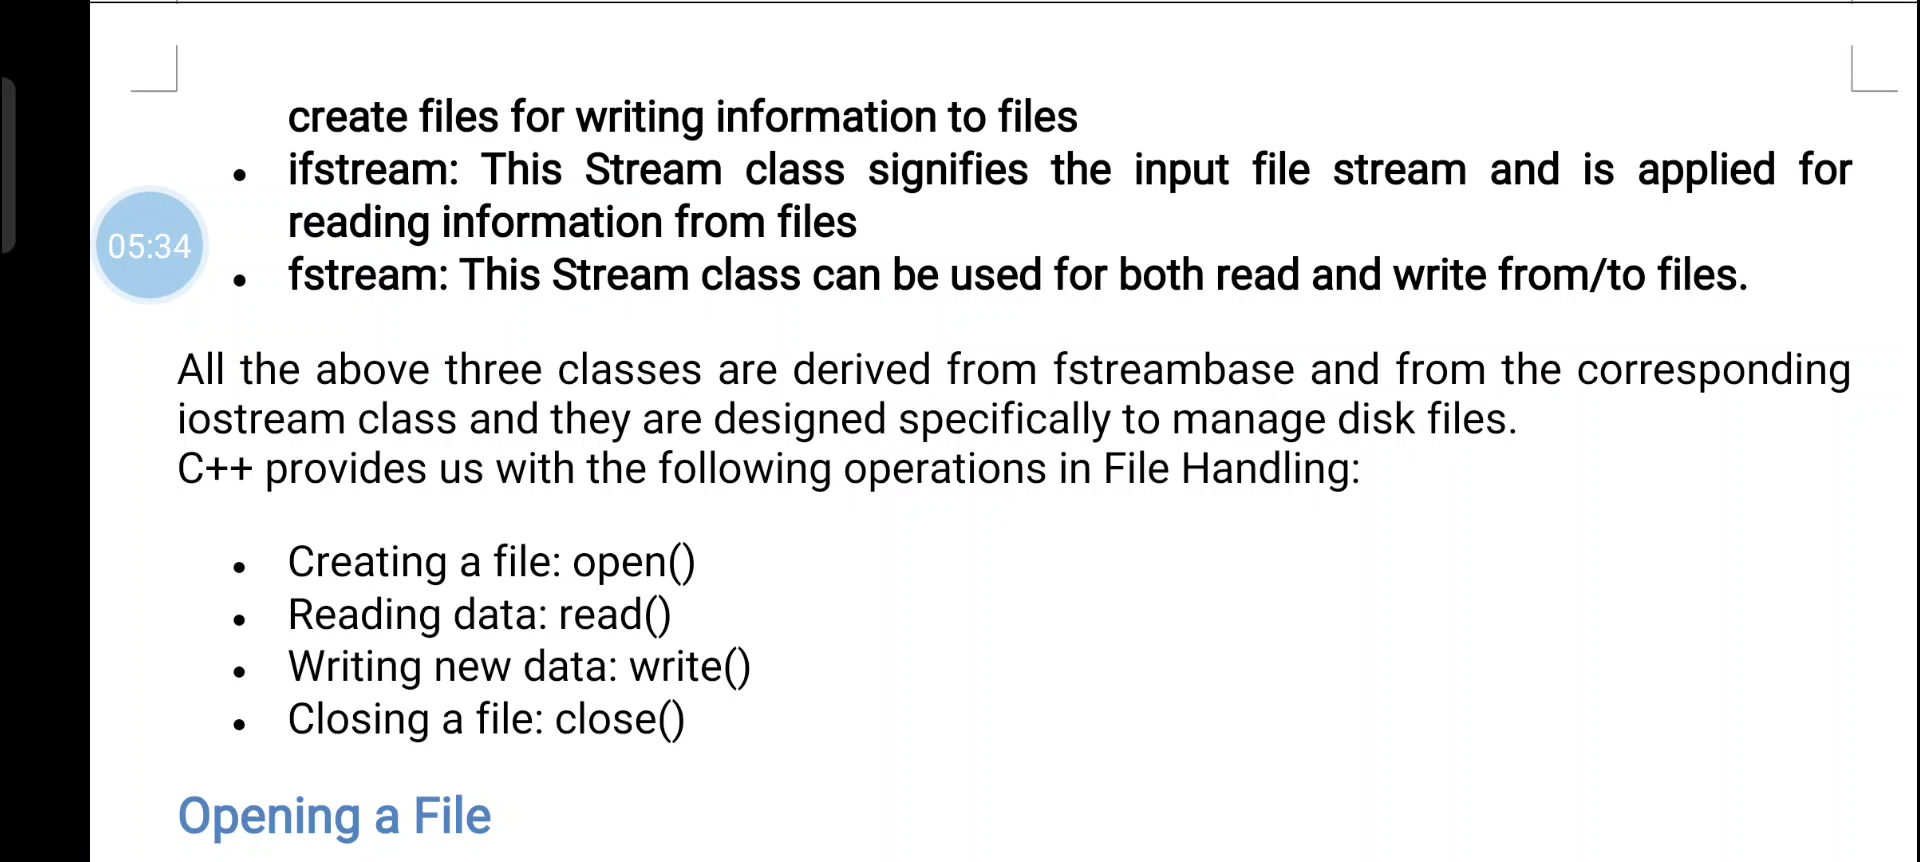 create files for writing information to files
• ifstream: This Stream class signifies the input file stream and is applied for
reading information from files
05:34
• fstream: This Stream class can be used for both read and write from/to files.
All the above three classes are derived from fstreambase and from the corresponding
iostream class and they are designed specifically to manage disk files.
C++ provides us with the following operations in File Handling:
• Creating a file: open()
• Reading data: read()
• Writing new data: write()
• Closing a file: close()
Opening a File